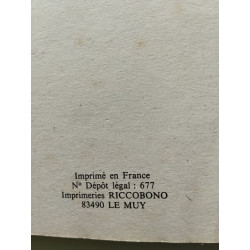 Imprimé en France
N° Dépôt légal : 677
Imprimeries RICCOBONO
83490 LE MUY